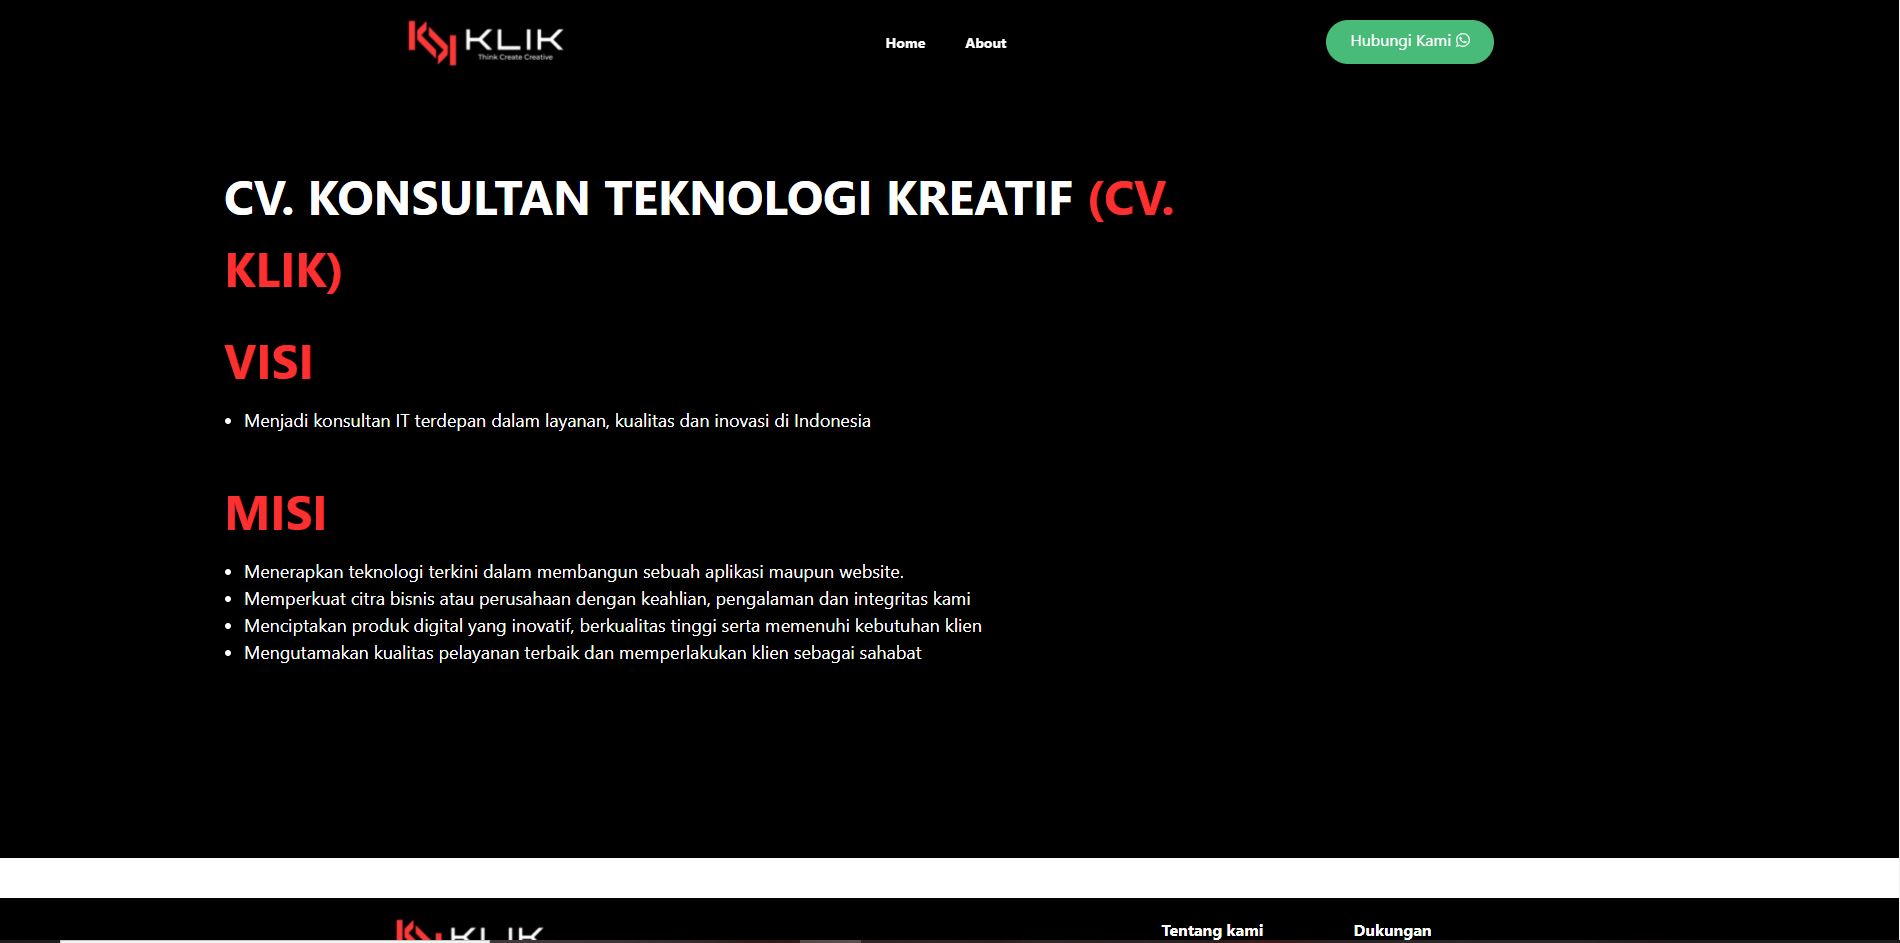 KLIK
Think Create Creative
Home About
Hubungi Kami
CV. KONSULTAN TEKNOLOGI KREATIF (CV.
KLIK)
VISI
• Menjadi konsultan IT terdepan dalam layanan, kualitas dan inovasi di Indonesia
MISI
• Menerapkan teknologi terkini dalam membangun sebuah aplikasi maupun website.
• Memperkuat citra bisnis atau perusahaan dengan keahlian, pengalaman dan integritas kami
• Menciptakan produk digital yang inovatif, berkualitas tinggi serta memenuhi kebutuhan klien
• Mengutamakan kualitas pelayanan terbaik dan memperlakukan klien sebagai sahabat
KLIK
Tentang kami Dukungan